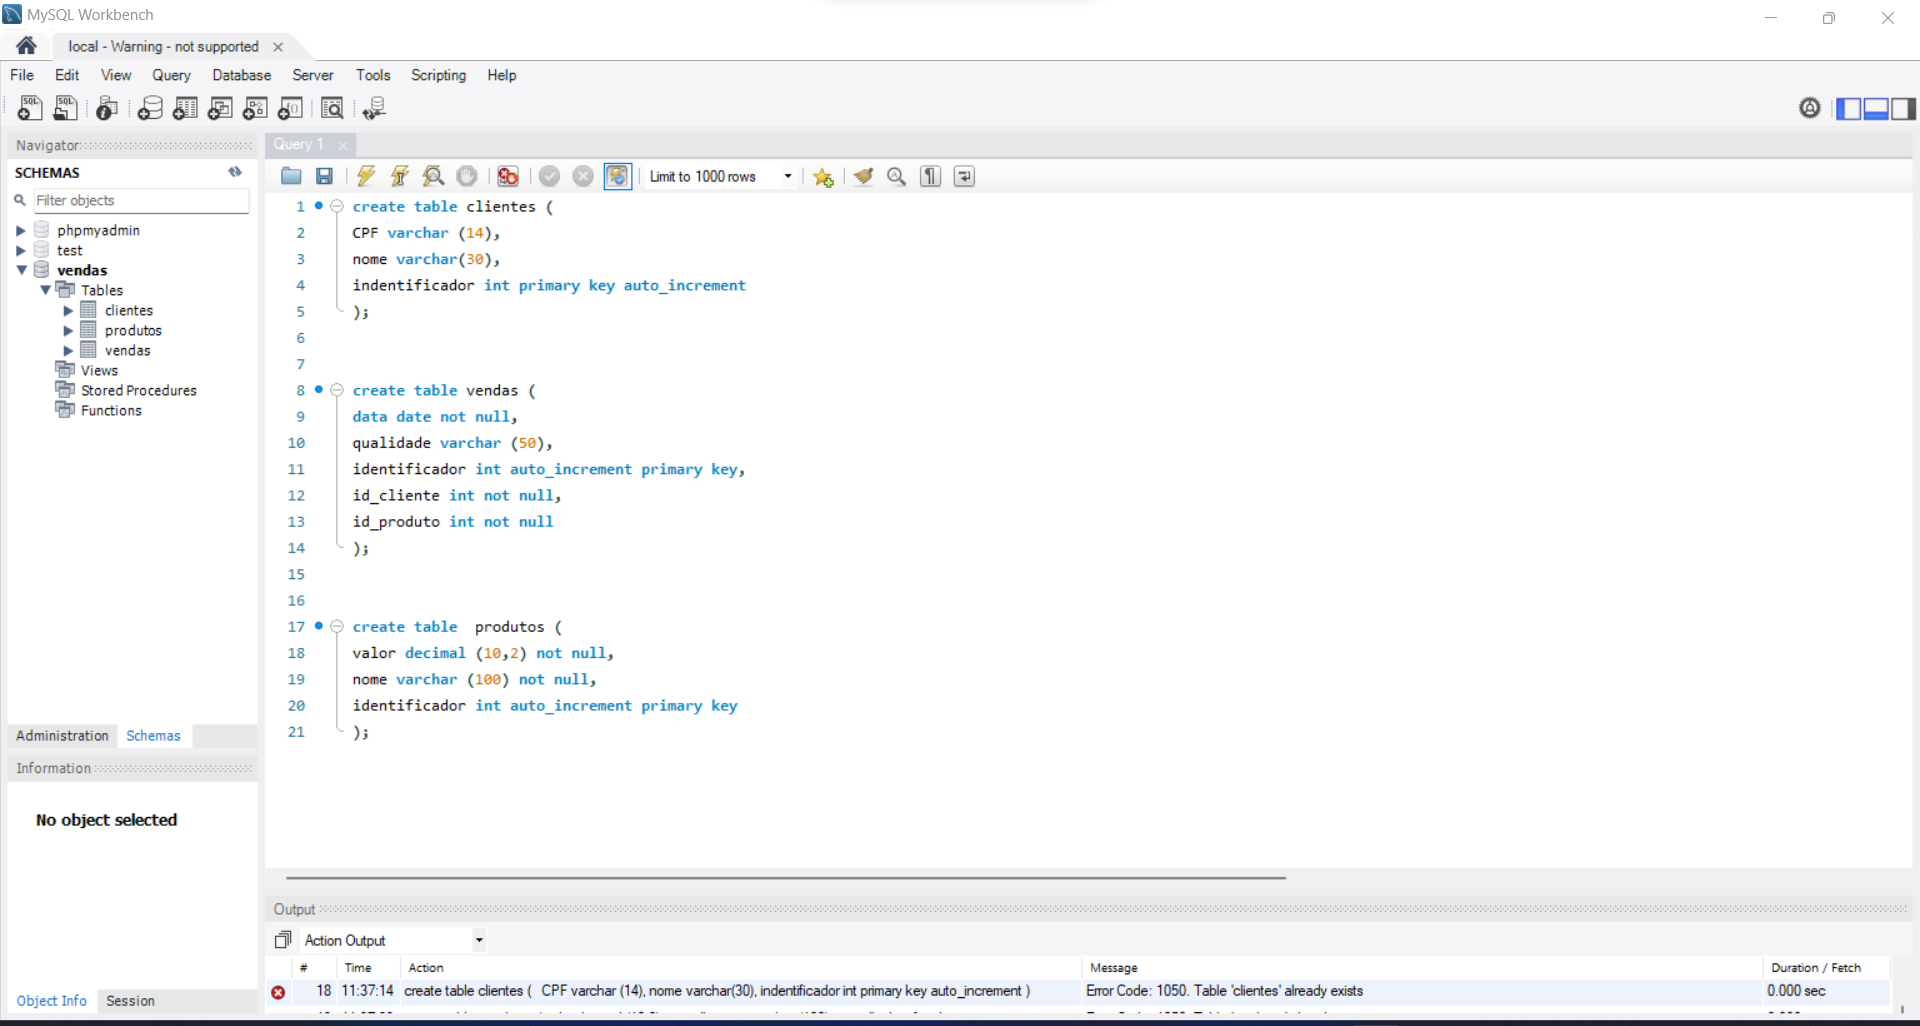 MySQL Workbench
local - Warning - not supported
File Edit View Query Database Server Tools Scripting Help
Navigator
SCHEMAS
Filter objects
phpmyadmin
test
vendas
Tables
clientes
produtos
vendas
Views
Stored Procedures
Functions
Administration Schemas
Information
No object selected
Object Info Session
Query 1
Limit to 1000 rows
1 create table clientes (
2 CPF varchar (14),
3 nome varchar(30),
4 indentificador int primary key auto_increment
5 );
6
7
8 create table vendas (
9 data date not null,
10 qualidade varchar (50),
11 identificador int auto_increment primary key,
12 id_cliente int not null,
13 id_produto int not null
14 );
15
16
17 create table  produtos (
18 valor decimal (10,2) not null,
19 nome varchar (100) not null,
20 identificador int auto_increment primary key
21 );
Output
Action Output
# Time Action Message Duration / Fetch
18 11:37:14 create table clientes ( CPF varchar (14), nome varchar(30), indentificador int primary key auto_increment ) Error Code: 1050. Table 'clientes' already exists 0.000 sec